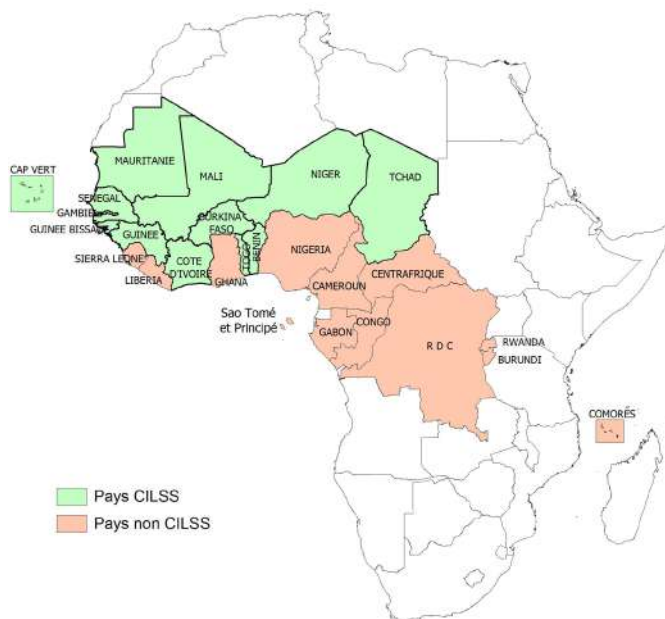 CAP VERT
MAURITANIE
MALI
NIGER
TCHAD
SENEGAL
GAMBIE
GUINEE BISSAU
GUINEE
BURKINA
FASO
SIERRA LEONE
LIBERIA
COTE
D'IVOIRE
GHANA
TOGO
BENIN
NIGERIA
CENTRAFRIQUE
CAMEROUN
Sao Tomé
et Principé
GABON
CONGO
R D C
RWANDA
BURUNDI
COMORES
Pays CILSS
Pays non CILSS